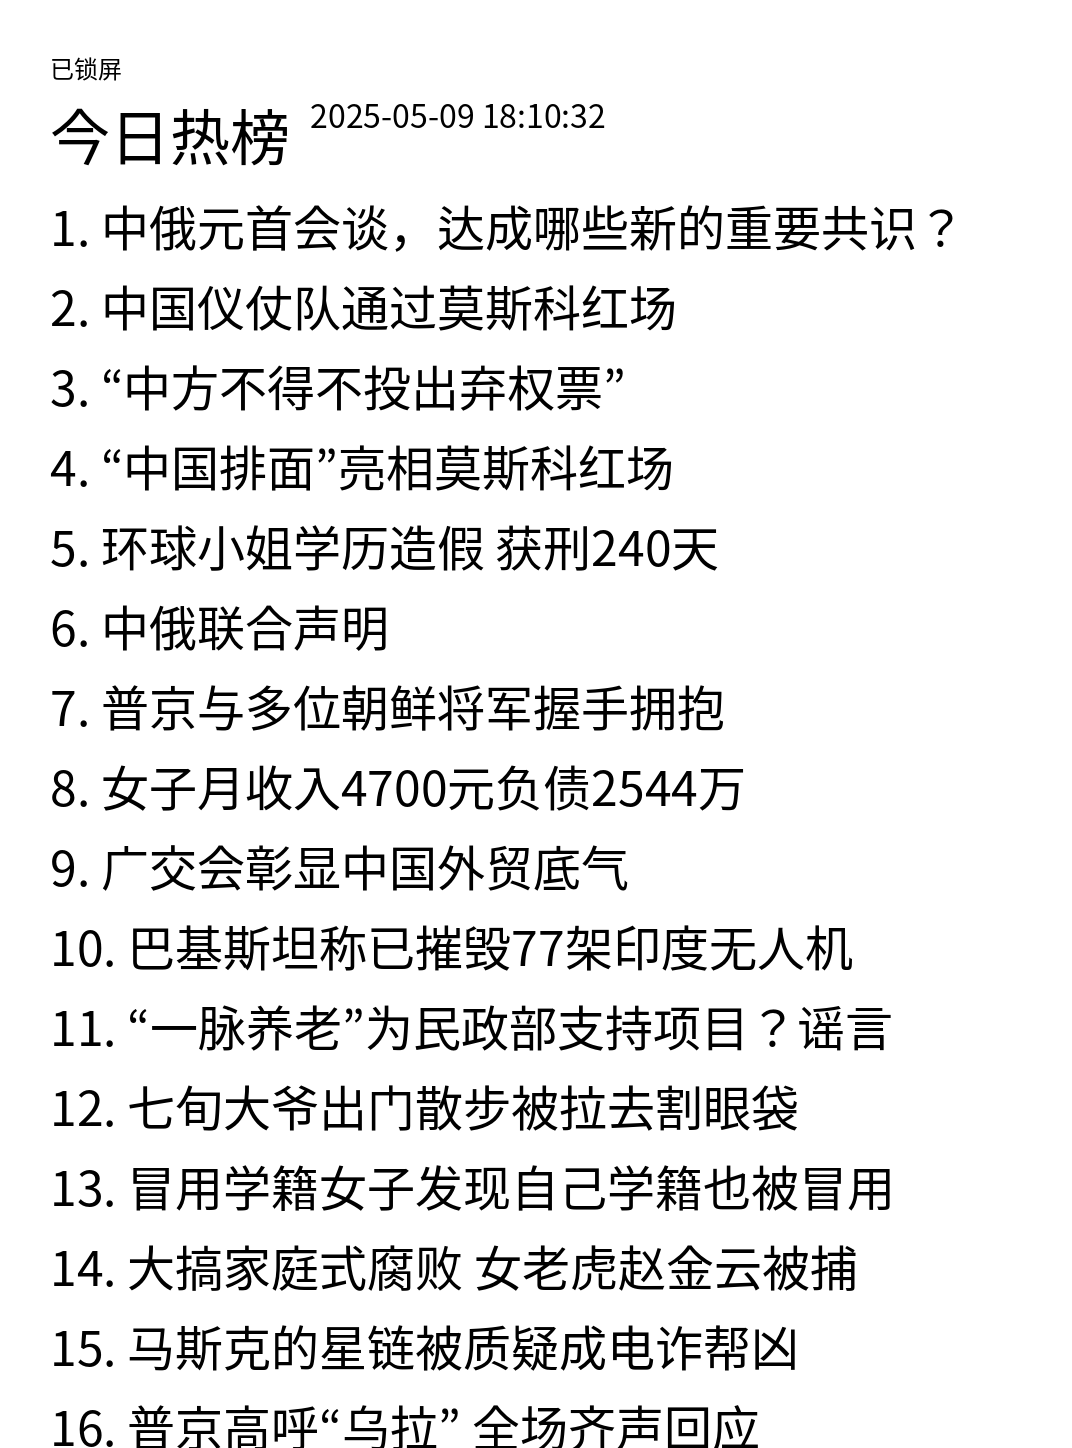 已锁屏
今日热榜 2025-05-09 18:10:32
1. 中俄元首会谈，达成哪些新的重要共识？
2. 中国仪仗队通过莫斯科红场
3. “中方不得不投出弃权票”
4. “中国排面”亮相莫斯科红场
5. 环球小姐学历造假 获刑240天
6. 中俄联合声明
7. 普京与多位朝鲜将军握手拥抱
8. 女子月收入4700元负债2544万
9. 广交会彰显中国外贸底气
10. 巴基斯坦称已摧毁77架印度无人机
11. “一脉养老”为民政部支持项目？谣言
12. 七旬大爷出门散步被拉去割眼袋
13. 冒用学籍女子发现自己学籍也被冒用
14. 大搞家庭式腐败 女老虎赵金云被捕
15. 马斯克的星链被质疑成电诈帮凶
16. 普京高呼“乌拉” 全场齐声回应